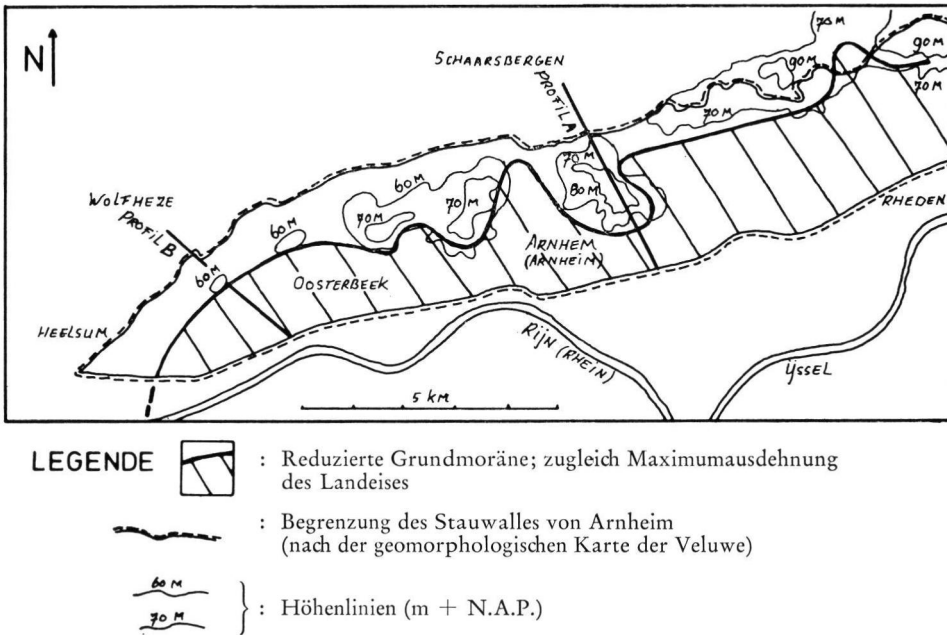 N
70 M
90 M
90 M
70 M
SCHAARSBERGEN
PROFIL A
70 M
70 M
80 M
60 M
70 M
70 M
WOLFHEZE
PROFIL B
60 M
60 M
RHEDEN
ARNHEM
(ARNHEIM)
OOSTERBEEK
HEELSUM
RIJN (RHEIN)
IJSSEL
5 KM
LEGENDE
: Reduzierte Grundmoräne; zugleich Maximumausdehnung
des Landeises
: Begrenzung des Stauwalles von Arnheim
(nach der geomorphologischen Karte der Veluwe)
60 M
70 M
: Höhenlinien (m + N.A.P.)